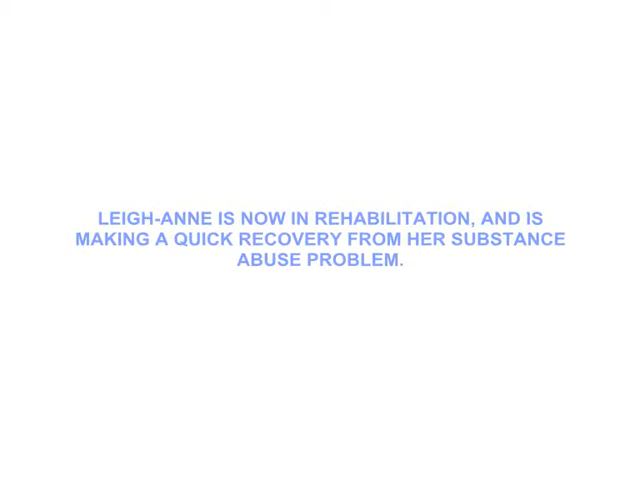 LEIGH-ANNE IS NOW IN REHABILITATION, AND IS
MAKING A QUICK RECOVERY FROM HER SUBSTANCE
ABUSE PROBLEM.